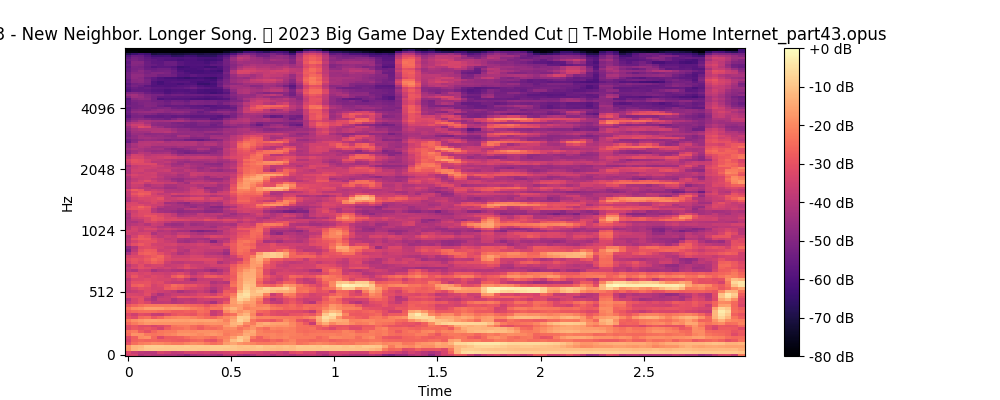 3 - New Neighbor. Longer Song. 2023 Big Game Day Extended Cut T-Mobile Home Internet_part43.opus
Hz
4096
2048
1024
512
0
0
0.5
1
1.5
2
2.5
Time
+0 dB
-10 dB
-20 dB
-30 dB
-40 dB
-50 dB
-60 dB
-70 dB
-80 dB